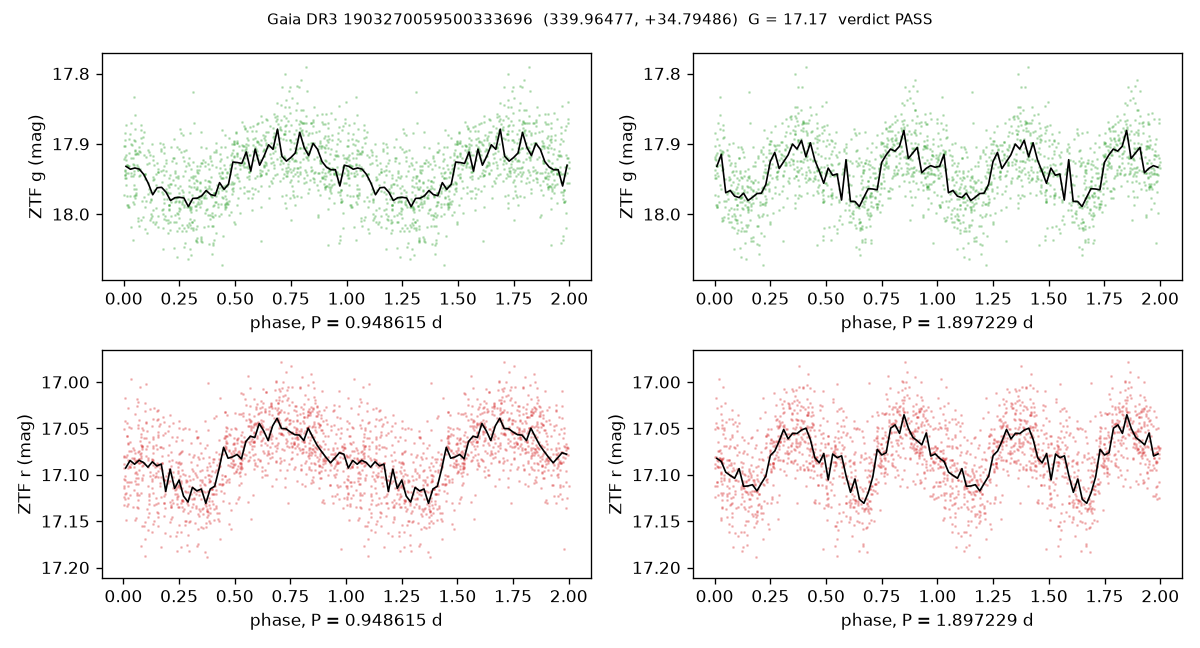 Gaia DR3 1903270059500333696  (339.96477, +34.79486)  G = 17.17  verdict PASS
ZTF g (mag)
17.8
17.9
18.0
0.00 0.25 0.50 0.75 1.00 1.25 1.50 1.75 2.00
phase, P = 0.948615 d
ZTF g (mag)
17.8
17.9
18.0
0.00 0.25 0.50 0.75 1.00 1.25 1.50 1.75 2.00
phase, P = 1.897229 d
ZTF r (mag)
17.00
17.05
17.10
17.15
17.20
0.00 0.25 0.50 0.75 1.00 1.25 1.50 1.75 2.00
phase, P = 0.948615 d
ZTF r (mag)
17.00
17.05
17.10
17.15
17.20
0.00 0.25 0.50 0.75 1.00 1.25 1.50 1.75 2.00
phase, P = 1.897229 d